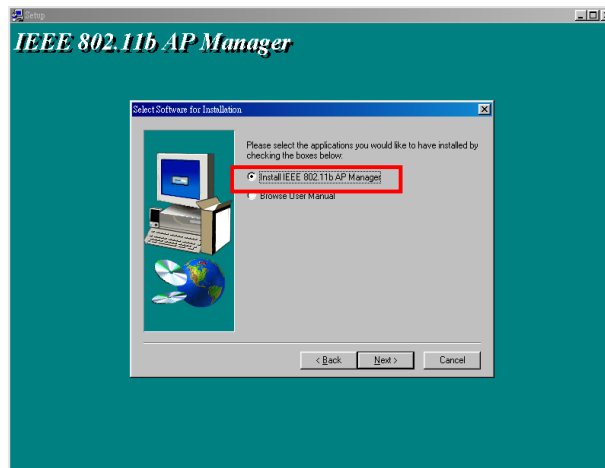 Setup
IEEE 802.11b AP Manager
Select Software for Installation
Please select the applications you would like to have installed by
checking the boxes below.
Install IEEE 802.11b AP Manager
Browse User Manual
< Back
Next >
Cancel